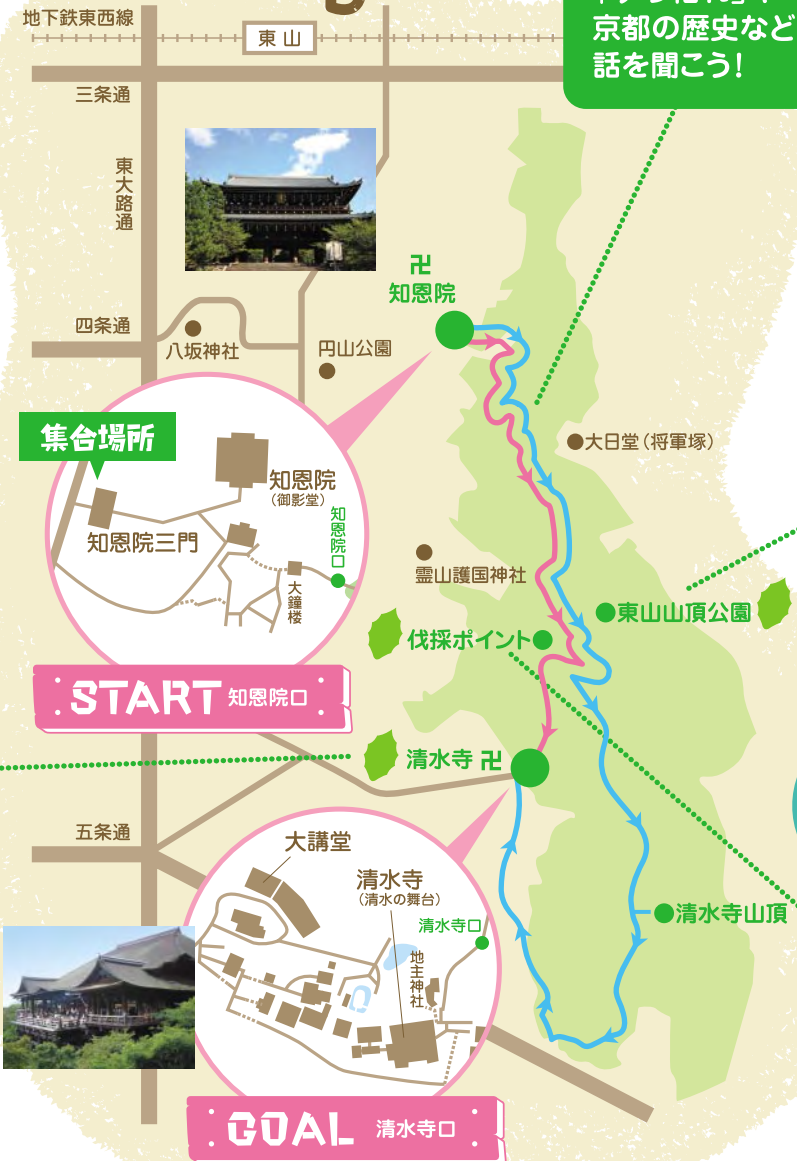 地下鉄東西線
東山
京都の歴史など
話を聞こう!
三条通
東大路通
卍
知恩院
四条通
八坂神社
円山公園
集合場所
大日堂(将軍塚)
知恩院
(御影堂)
知恩院口
知恩院三門
大鐘楼
霊山護国神社
東山山頂公園
伐採ポイント
START 知恩院口
清水寺 卍
五条通
大講堂
清水寺
(清水の舞台)
清水寺口
地主神社
清水寺山頂
GOAL 清水寺口